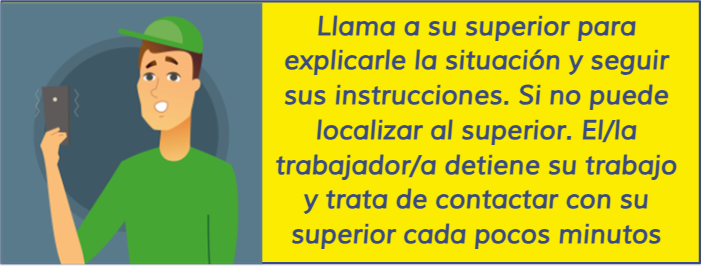 Llama a su superior para
explicarle la situación y seguir
sus instrucciones. Si no puede
localizar al superior. El/la
trabajador/a detiene su trabajo
y trata de contactar con su
superior cada pocos minutos